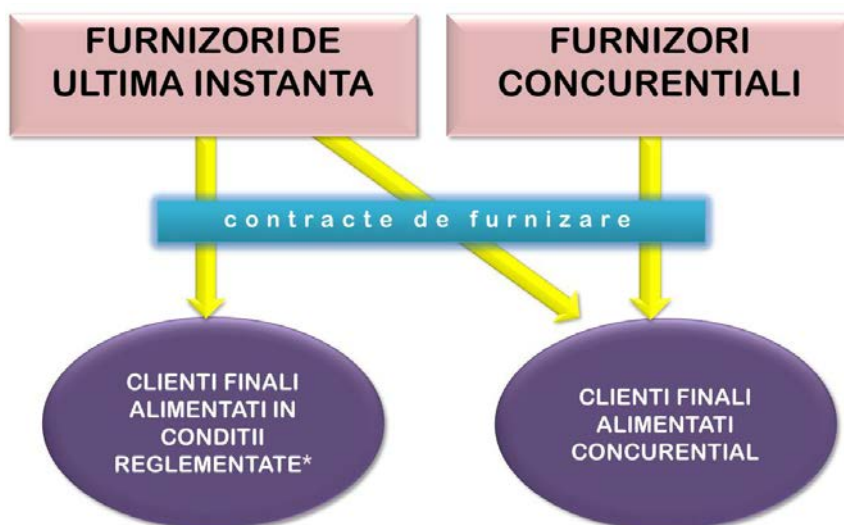 FURNIZORI DE
ULTIMA INSTANTA
FURNIZORI
CONCURENTIALI
contracte de furnizare
CLIENTI FINALI
ALIMENTATI IN
CONDITII
REGLEMENTATE*
CLIENTI FINALI
ALIMENTATI
CONCURENTIAL